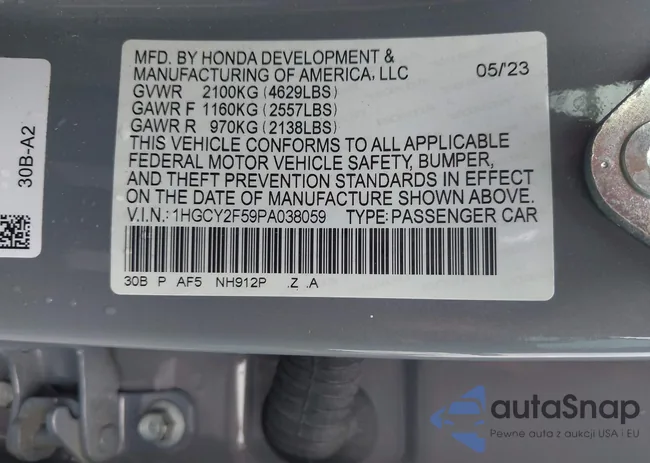 MFD. BY HONDA DEVELOPMENT &
MANUFACTURING OF AMERICA, LLC 05/'23
GVWR 2100KG (4629LBS)
GAWR F 1160KG (2557LBS)
GAWR R 970KG (2138LBS)
THIS VEHICLE CONFORMS TO ALL APPLICABLE
FEDERAL MOTOR VEHICLE SAFETY, BUMPER,
AND THEFT PREVENTION STANDARDS IN EFFECT
ON THE DATE OF MANUFACTURE SHOWN ABOVE.
V.I.N.: 1HGCY2F59PA038059 TYPE: PASSENGER CAR
30B P AF5 NH912P .Z .A
30B-A2
autoSnap
Pewne auta z aukcji USA i EU